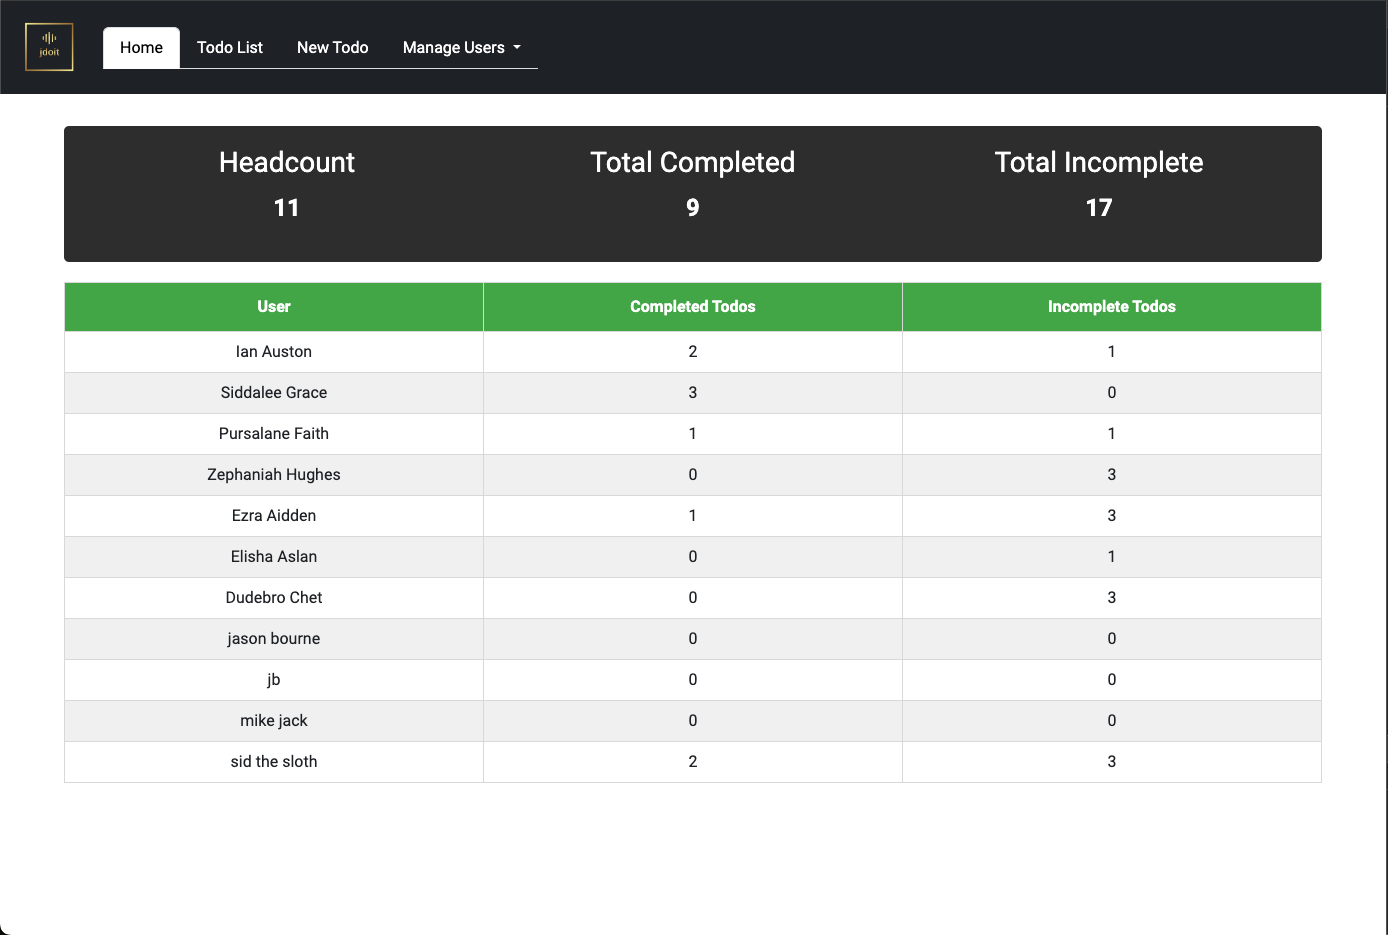 jdoit
Home Todo List New Todo Manage Users
Headcount Total Completed Total Incomplete
11 9 17
User Completed Todos Incomplete Todos
Ian Auston 2 1
Siddalee Grace 3 0
Pursalane Faith 1 1
Zephaniah Hughes 0 3
Ezra Aidden 1 3
Elisha Aslan 0 1
Dudebro Chet 0 3
jason bourne 0 0
jb 0 0
mike jack 0 0
sid the sloth 2 3